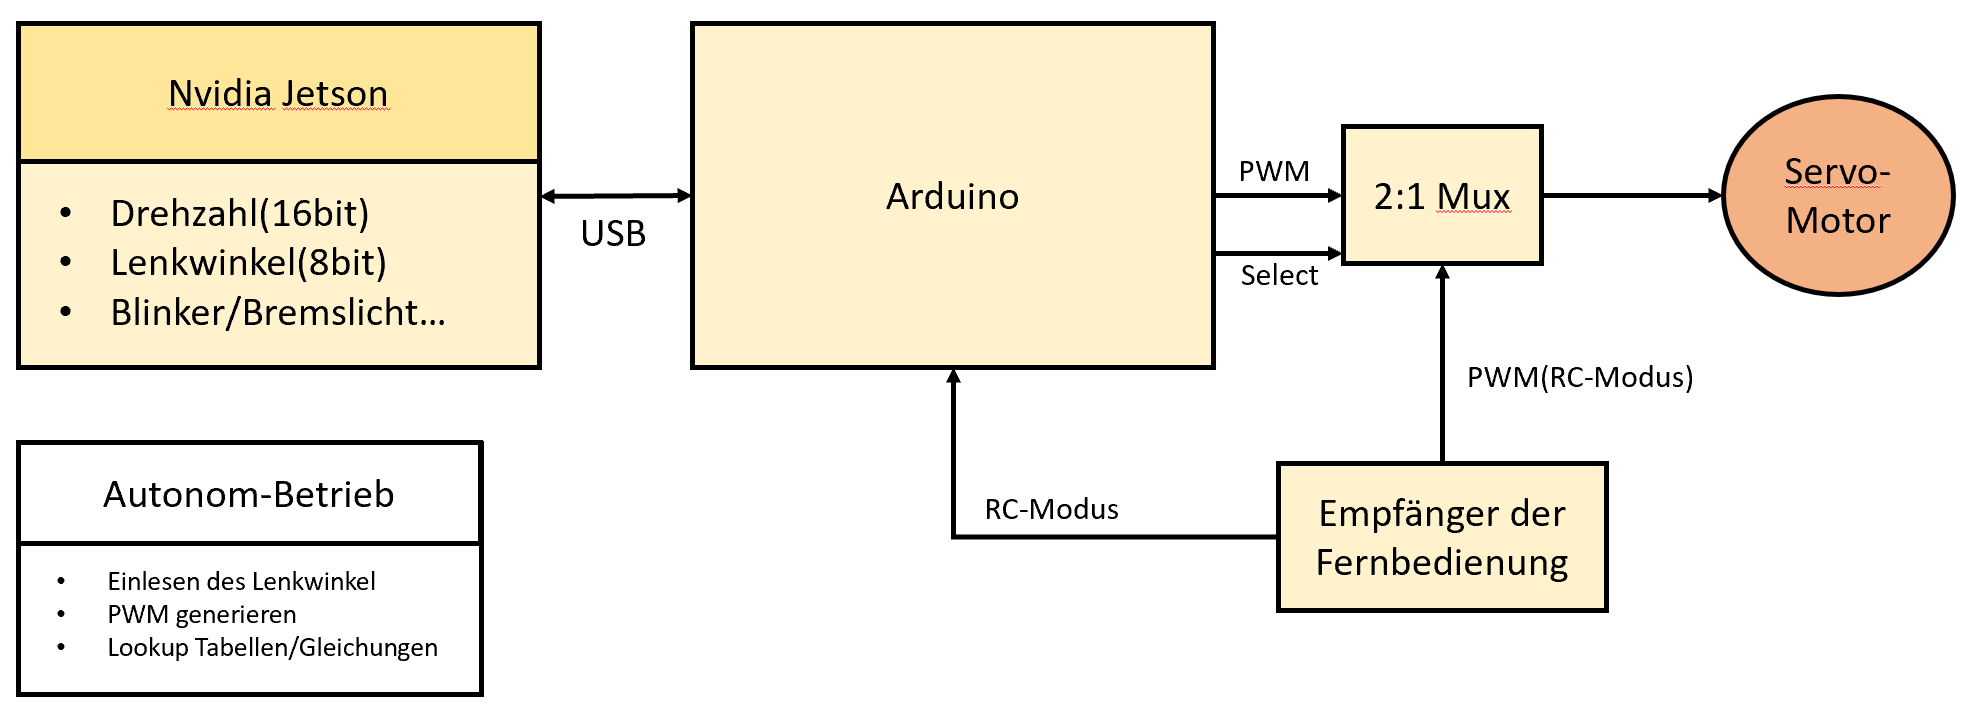 Nvidia Jetson
• Drehzahl(16bit)
• Lenkwinkel(8bit)
• Blinker/Bremslicht...
USB
Arduino
PWM
Select
2:1 Mux
Servo-
Motor
PWM(RC-Modus)
RC-Modus
Empfänger der
Fernbedienung
Autonom-Betrieb
• Einlesen des Lenkwinkel
• PWM generieren
• Lookup Tabellen/Gleichungen